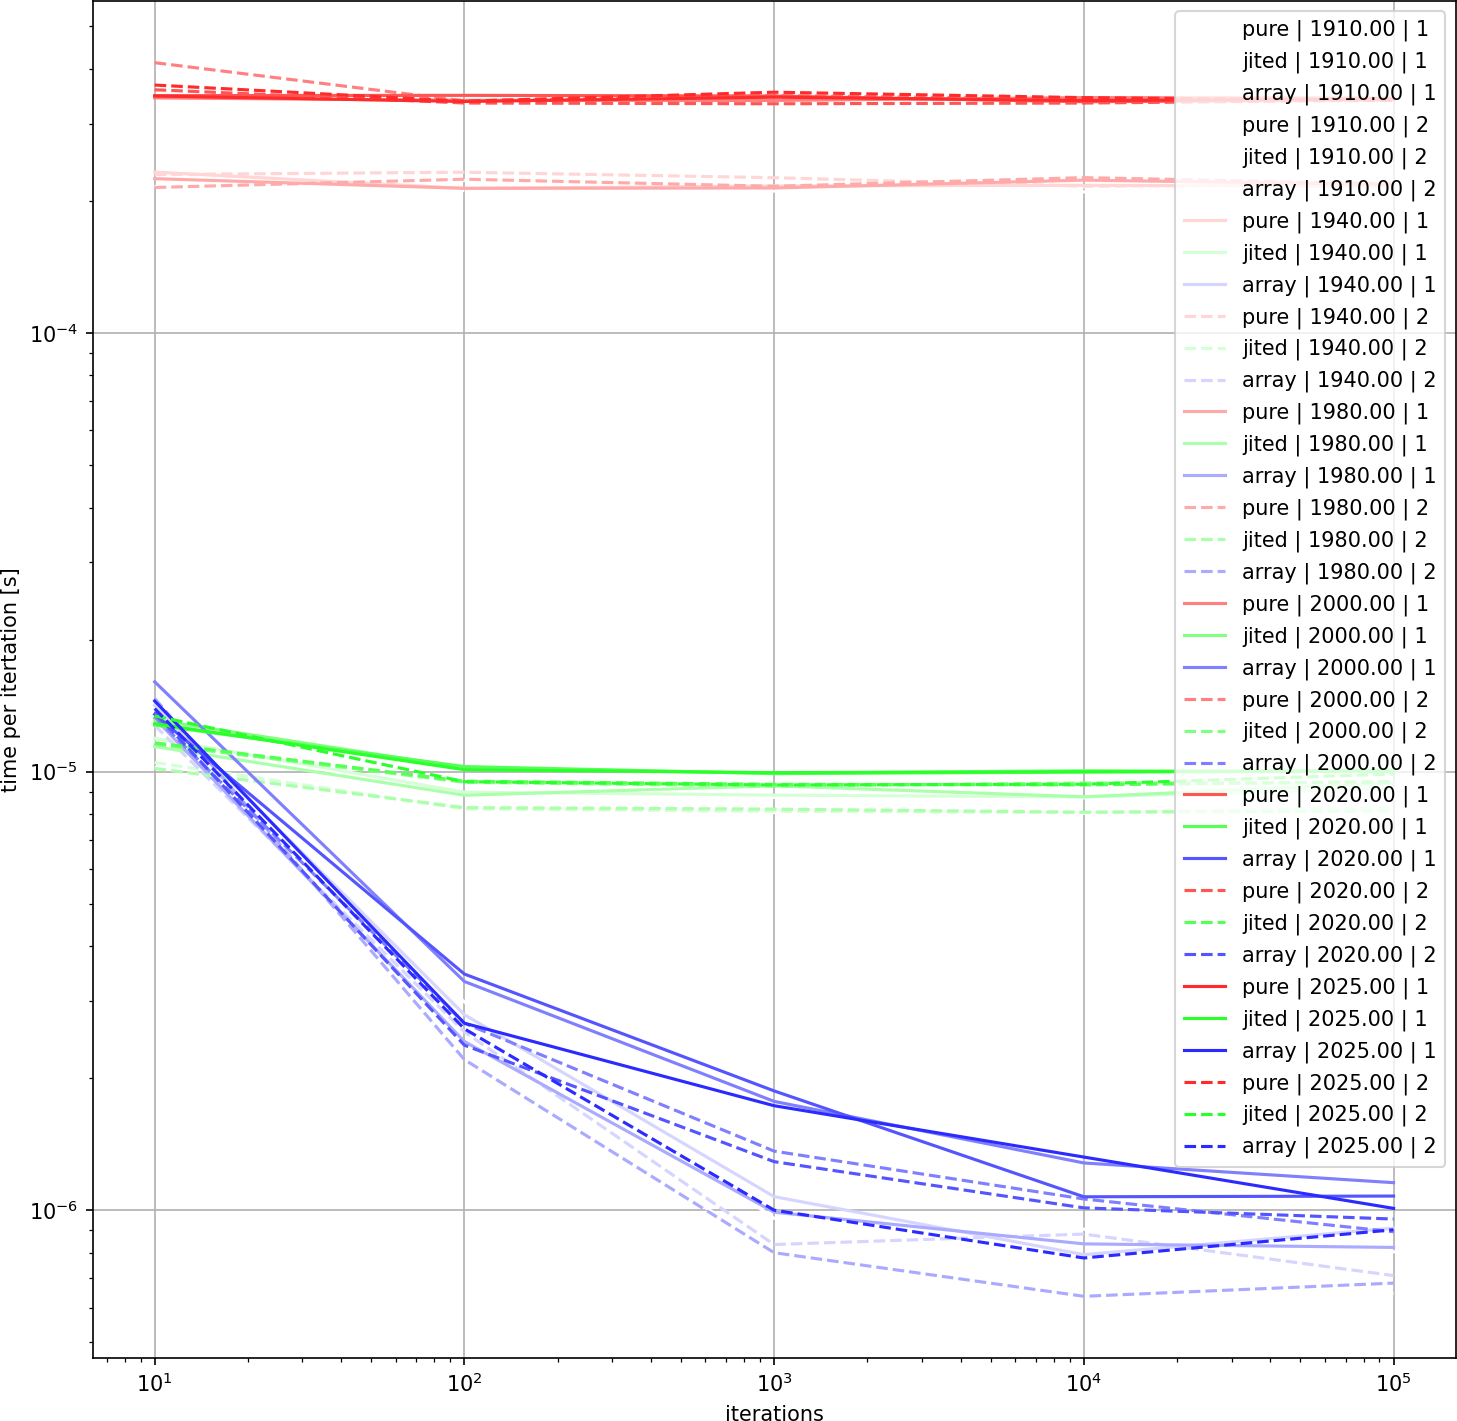 pure | 1910.00 | 1
jited | 1910.00 | 1
array | 1910.00 | 1
pure | 1910.00 | 2
jited | 1910.00 | 2
array | 1910.00 | 2
pure | 1940.00 | 1
jited | 1940.00 | 1
array | 1940.00 | 1
pure | 1940.00 | 2
jited | 1940.00 | 2
array | 1940.00 | 2
pure | 1980.00 | 1
jited | 1980.00 | 1
array | 1980.00 | 1
pure | 1980.00 | 2
jited | 1980.00 | 2
array | 1980.00 | 2
pure | 2000.00 | 1
jited | 2000.00 | 1
array | 2000.00 | 1
pure | 2000.00 | 2
jited | 2000.00 | 2
array | 2000.00 | 2
pure | 2020.00 | 1
jited | 2020.00 | 1
array | 2020.00 | 1
pure | 2020.00 | 2
jited | 2020.00 | 2
array | 2020.00 | 2
pure | 2025.00 | 1
jited | 2025.00 | 1
array | 2025.00 | 1
pure | 2025.00 | 2
jited | 2025.00 | 2
array | 2025.00 | 2
time per itertation [s]
10⁻⁴
10⁻⁵
10⁻⁶
10¹ 10² 10³ 10⁴ 10⁵
iterations